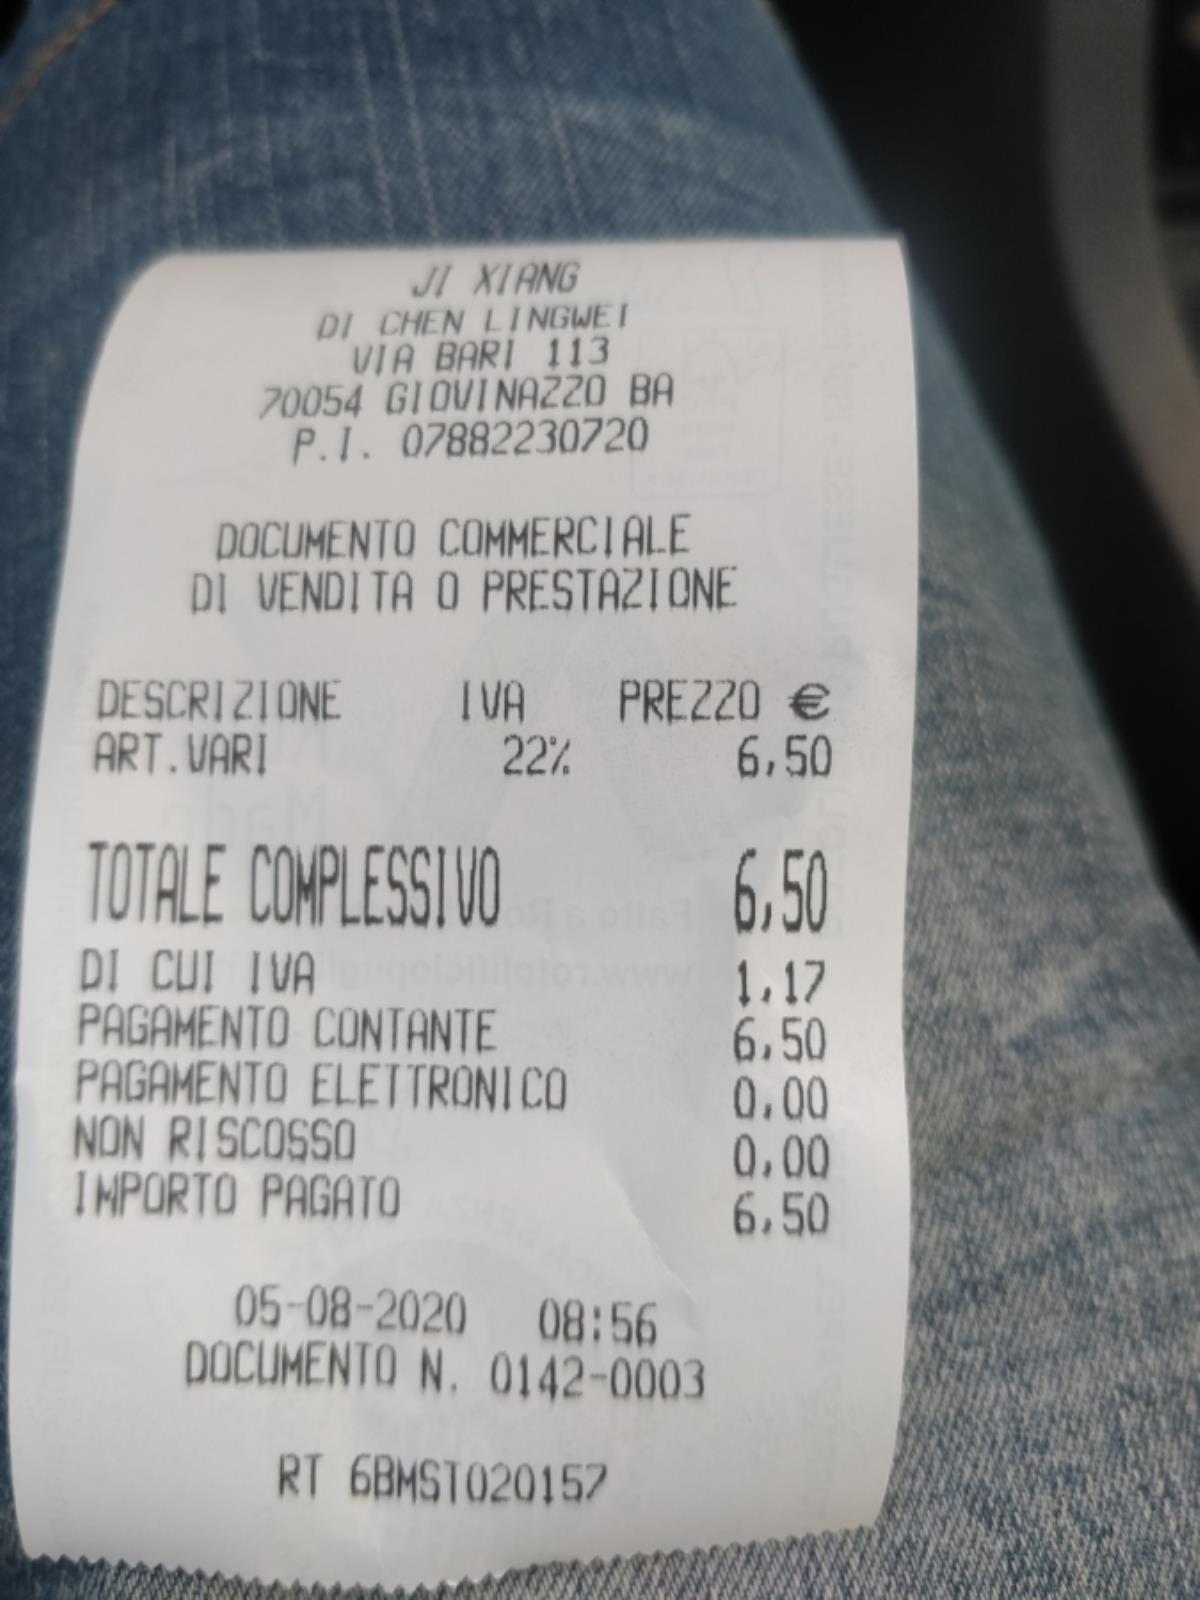 JI XIANG
DI CHEN LINGWEI
VIA BARI 113
70054 GIOVINAZZO BA
P.I. 07882230720
DOCUMENTO COMMERCIALE
DI VENDITA O PRESTAZIONE
DESCRIZIONE IVA PREZZO €
ART.VARI 22% 6,50
TOTALE COMPLESSIVO 6,50
DI CUI IVA 1,17
PAGAMENTO CONTANTE 6,50
PAGAMENTO ELETTRONICO 0,00
NON RISCOSSO 0,00
IMPORTO PAGATO 6,50
05-08-2020 08:56
DOCUMENTO N. 0142-0003
RT 6BMST020157